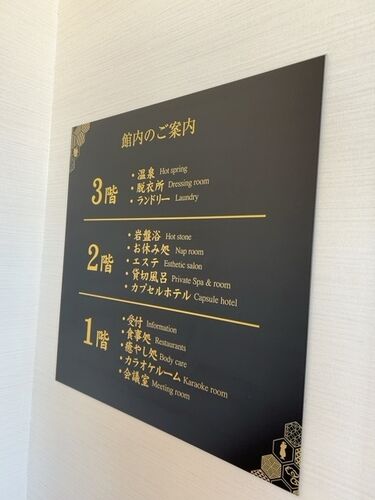 館内のご案内
3階
・温泉 Hot spring
・脱衣所 Dressing room
・ランドリー Laundry
2階
・岩盤浴 Hot stone
・お休み処 Nap room
・エステ Esthetic salon
・貸切風呂 Private Spa & room
・カプセルホテル Capsule hotel
1階
・受付 Information
・食事処 Restaurants
・癒やし処 Body care
・カラオケルーム Karaoke room
・会議室 Meeting room